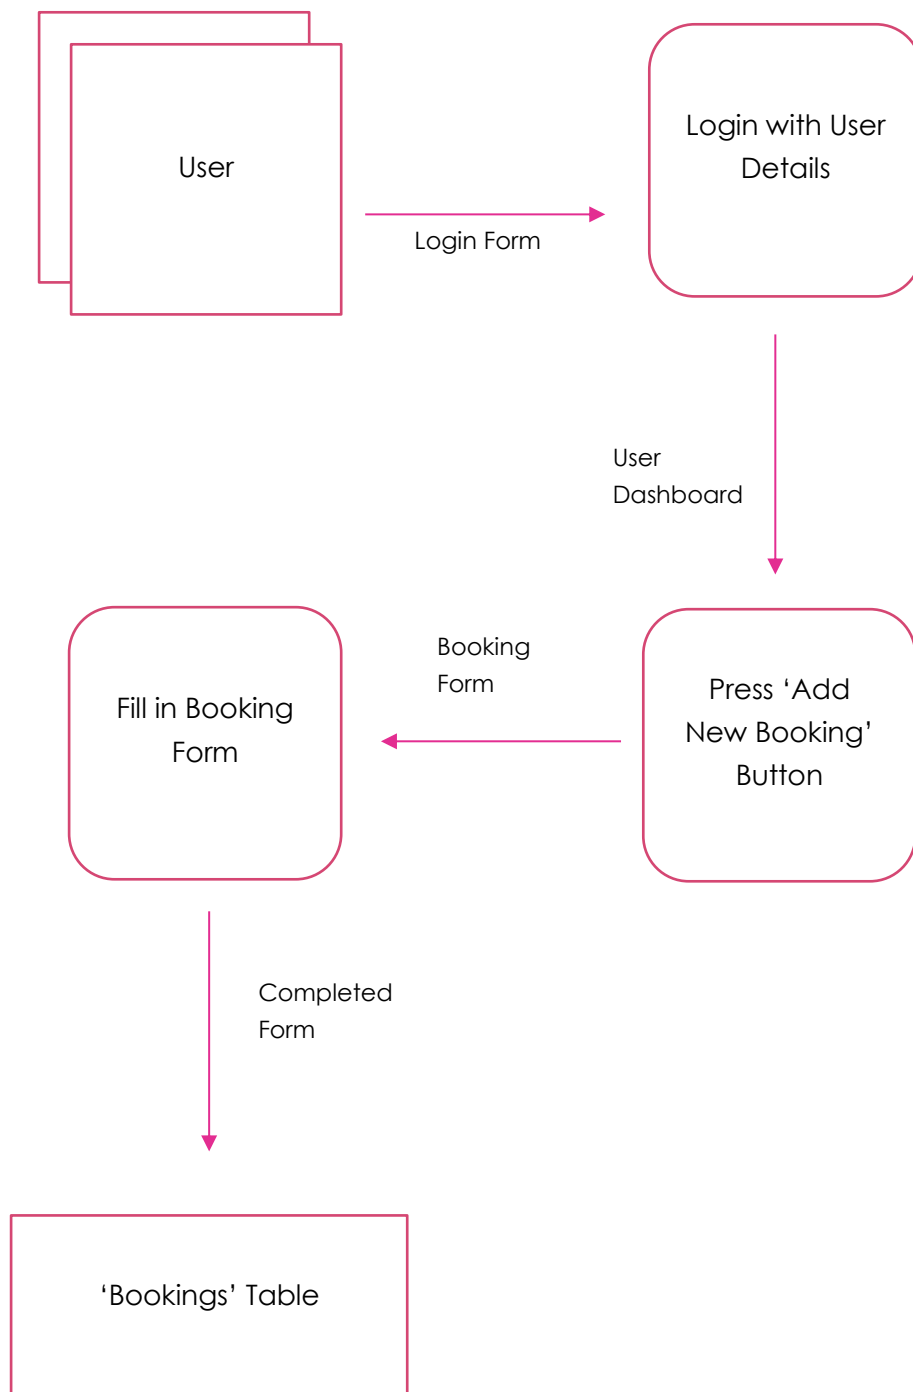 User
Login with User
Details
Login Form
User
Dashboard
Press ‘Add
New Booking’
Button
Booking
Form
Fill in Booking
Form
Completed
Form
‘Bookings’ Table